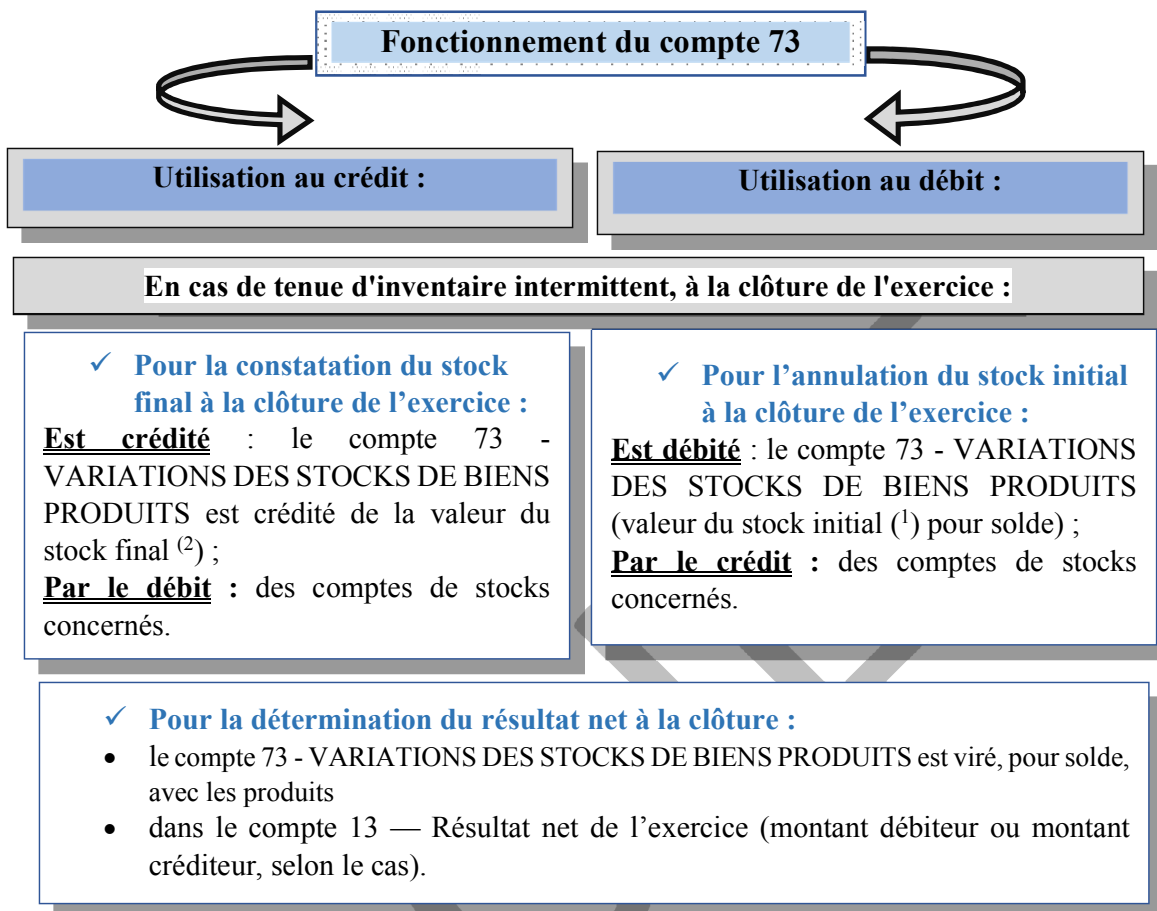 Fonctionnement du compte 73
Utilisation au crédit :
Utilisation au débit :
En cas de tenue d'inventaire intermittent, à la clôture de l'exercice :
✓ Pour la constatation du stock
final à la clôture de l’exercice :
Est crédité : le compte 73 -
VARIATIONS DES STOCKS DE BIENS
PRODUITS est crédité de la valeur du
stock final (2) ;
Par le débit : des comptes de stocks
concernés.
✓ Pour l’annulation du stock initial
à la clôture de l’exercice :
Est débité : le compte 73 - VARIATIONS
DES STOCKS DE BIENS PRODUITS
(valeur du stock initial (1) pour solde) ;
Par le crédit : des comptes de stocks
concernés.
✓ Pour la détermination du résultat net à la clôture :
• le compte 73 - VARIATIONS DES STOCKS DE BIENS PRODUITS est viré, pour solde,
avec les produits
• dans le compte 13 — Résultat net de l’exercice (montant débiteur ou montant
créditeur, selon le cas).